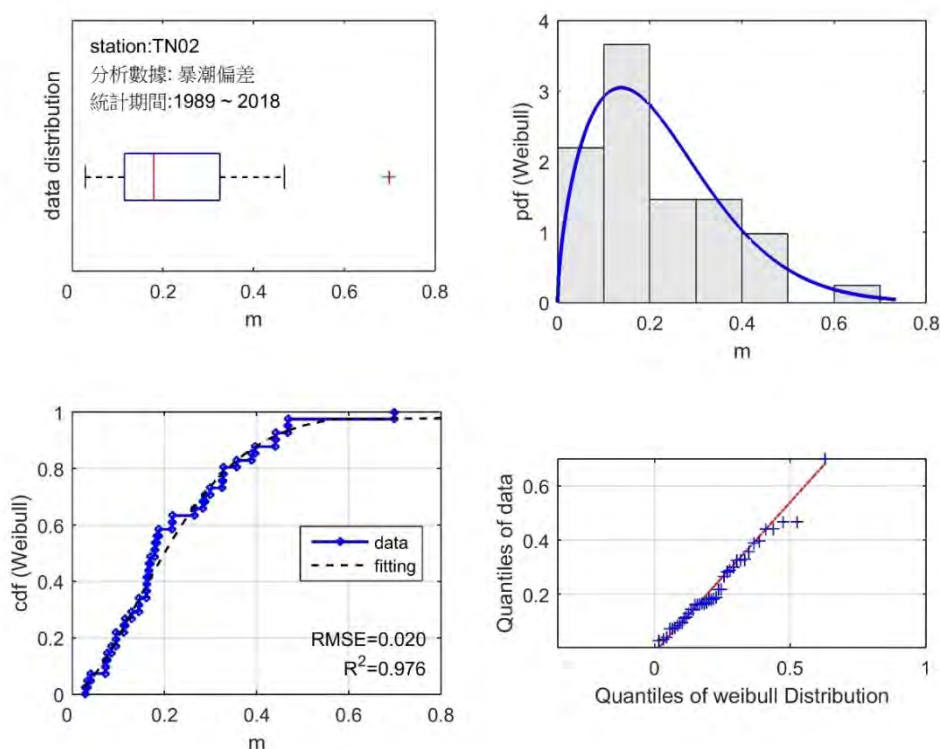 station:TN02
分析數據: 暴潮偏差
統計期間:1989 ~ 2018
data distribution
0 0.2 0.4 0.6 0.8
m
4
3
2
1
0
pdf (Weibull)
0 0.2 0.4 0.6 0.8
m
1
0.8
0.6
0.4
0.2
0
cdf (Weibull)
data
fitting
RMSE=0.020
R²=0.976
0 0.2 0.4 0.6 0.8
m
0.6
0.4
0.2
Quantiles of data
0 0.5 1
Quantiles of weibull Distribution